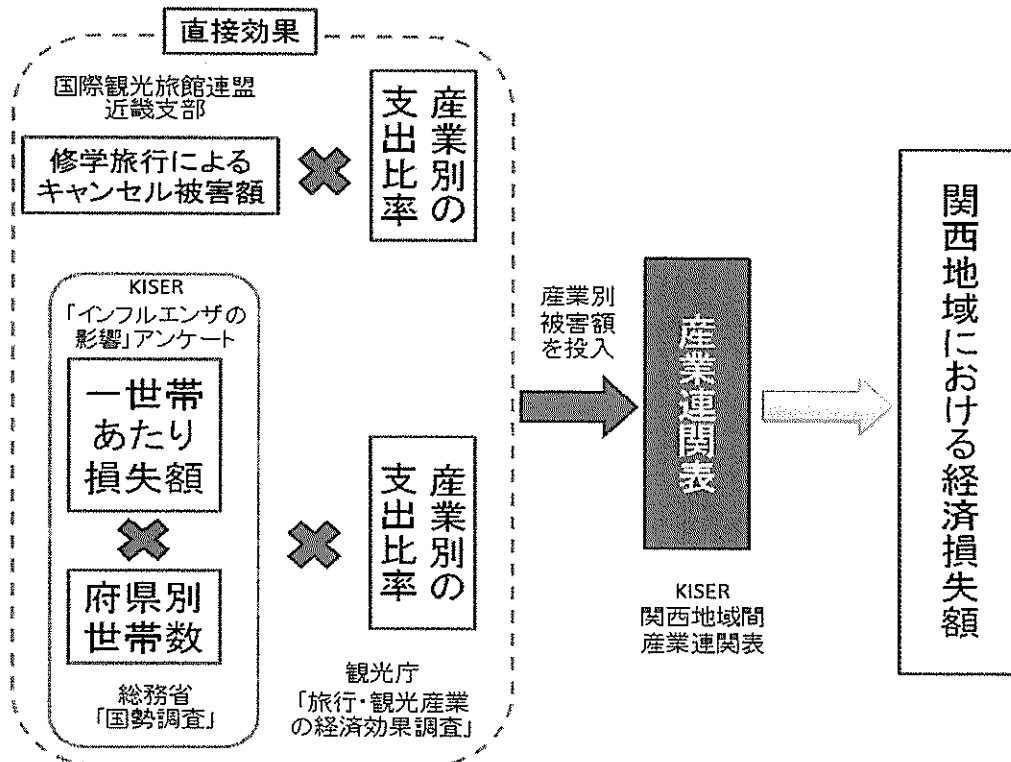 直接効果
国際観光旅館連盟
近畿支部
修学旅行による
キャンセル被害額
産業別の
支出比率
KISER
「インフルエンザの
影響」アンケート
一世帯
あたり
損失額
府県別
世帯数
総務省
「国勢調査」
産業別の
支出比率
観光庁
「旅行・観光産業
の経済効果調査」
産業別
被害額
を投入
産業連関表
KISER
関西地域間
産業連関表
関西地域における経済損失額